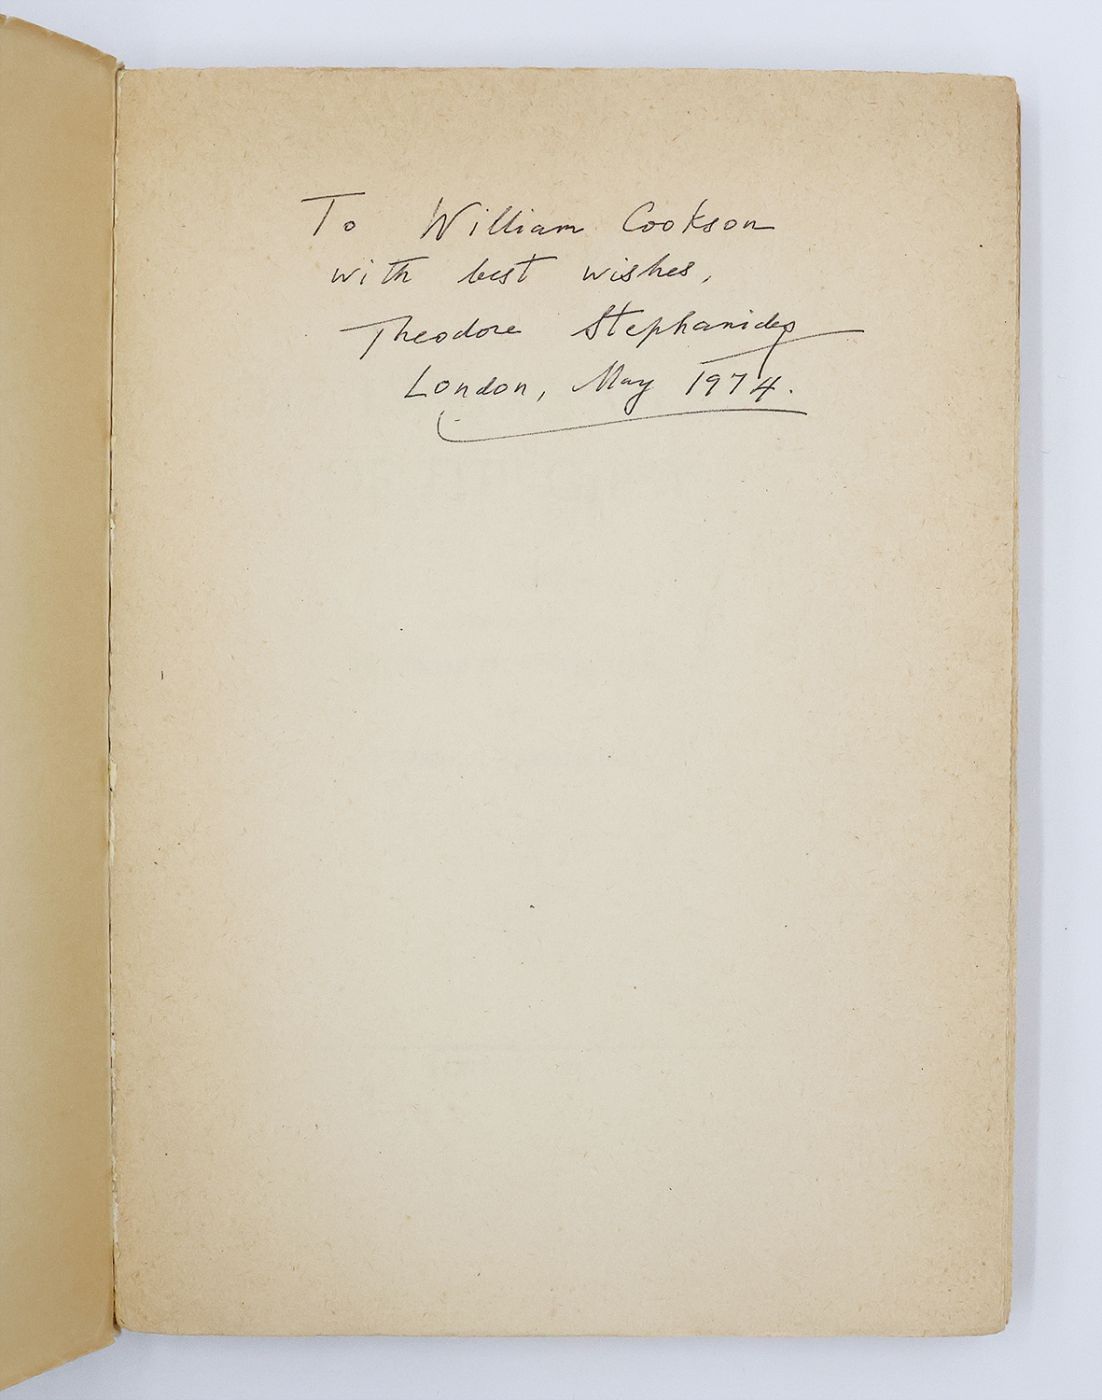 To William Cookson
with best wishes,
Theodore Stephanides
London, May 1974.